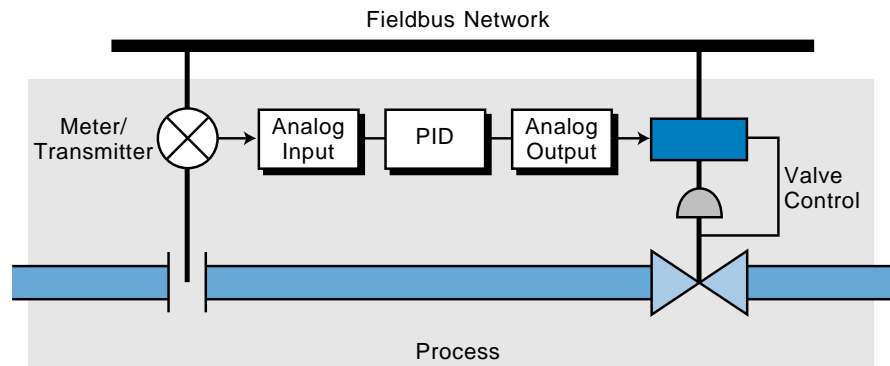 Fieldbus Network
Meter/
Transmitter
Analog
Input
PID
Analog
Output
Valve
Control
Process